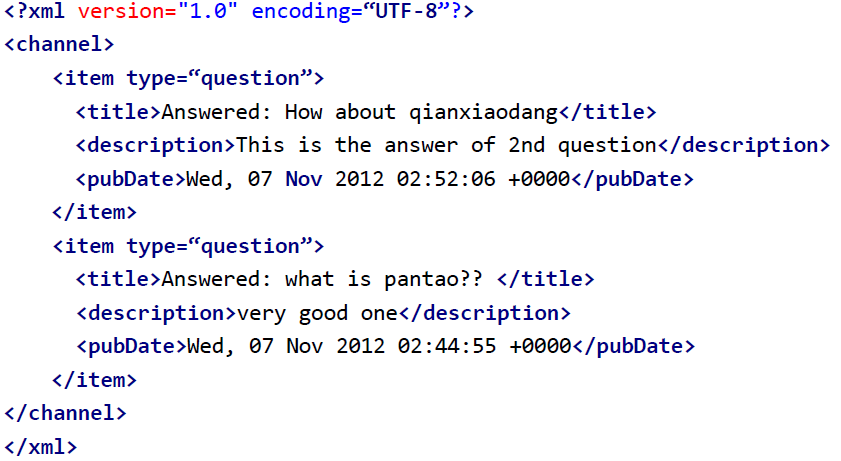 <?xml version="1.0" encoding=“UTF-8”?>
<channel>
<item type=“question”>
<title>Answered: How about qianxiaodang</title>
<description>This is the answer of 2nd question</description>
<pubDate>Wed, 07 Nov 2012 02:52:06 +0000</pubDate>
</item>
<item type=“question”>
<title>Answered: what is pantao?? </title>
<description>very good one</description>
<pubDate>Wed, 07 Nov 2012 02:44:55 +0000</pubDate>
</item>
</channel>
</xml>